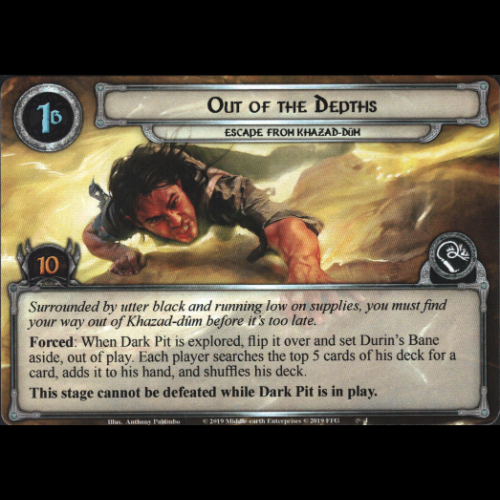 1B
OUT OF THE DEPTHS
ESCAPE FROM KHAZAD-DÛM
10
Surrounded by utter black and running low on supplies, you must find
your way out of Khazad-dûm before it's too late.
Forced: When Dark Pit is explored, flip it over and set Durin's Bane
aside, out of play. Each player searches the top 5 cards of his deck for a
card, adds it to his hand, and shuffles his deck.
This stage cannot be defeated while Dark Pit is in play.
Illus. Anthony Palumbo © 2019 Middle-earth Enterprises © 2019 FFG